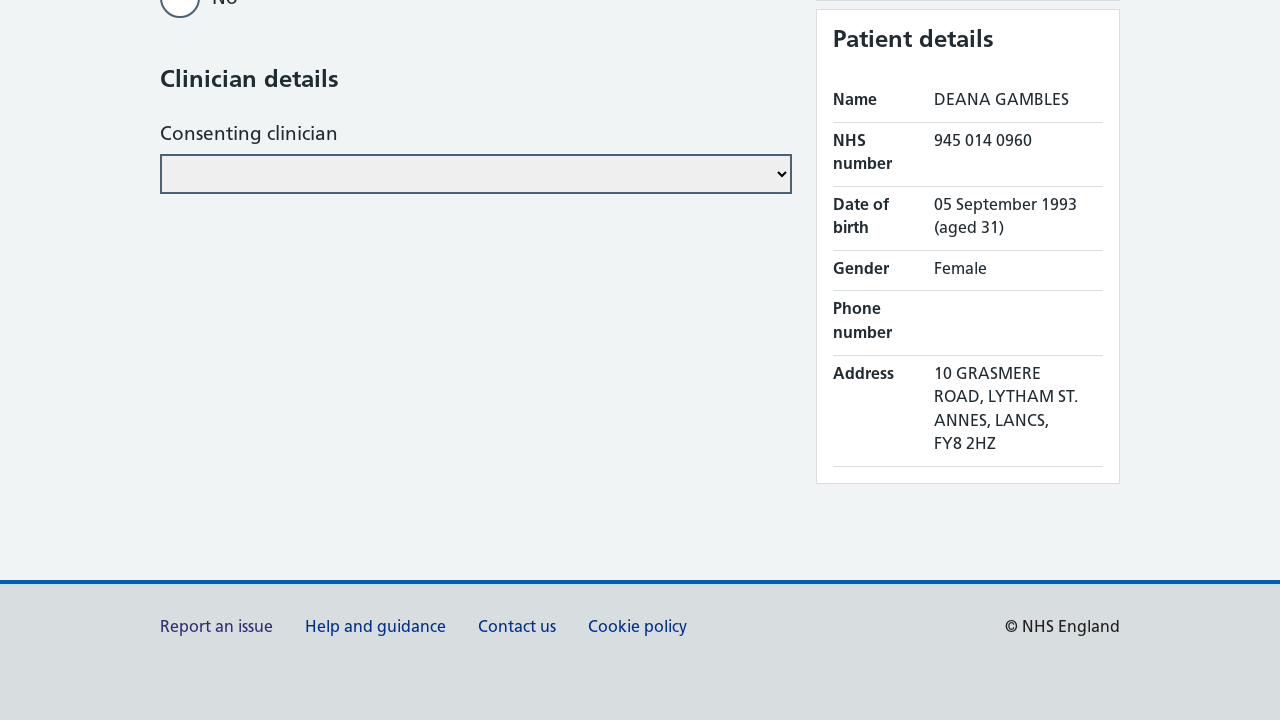 No
Clinician details
Consenting clinician
Patient details
Name DEANA GAMBLES
NHS number 945 014 0960
Date of birth 05 September 1993 (aged 31)
Gender Female
Phone number
Address 10 GRASMERE
ROAD, LYTHAM ST.
ANNES, LANCS,
FY8 2HZ
Report an issue Help and guidance Contact us Cookie policy © NHS England